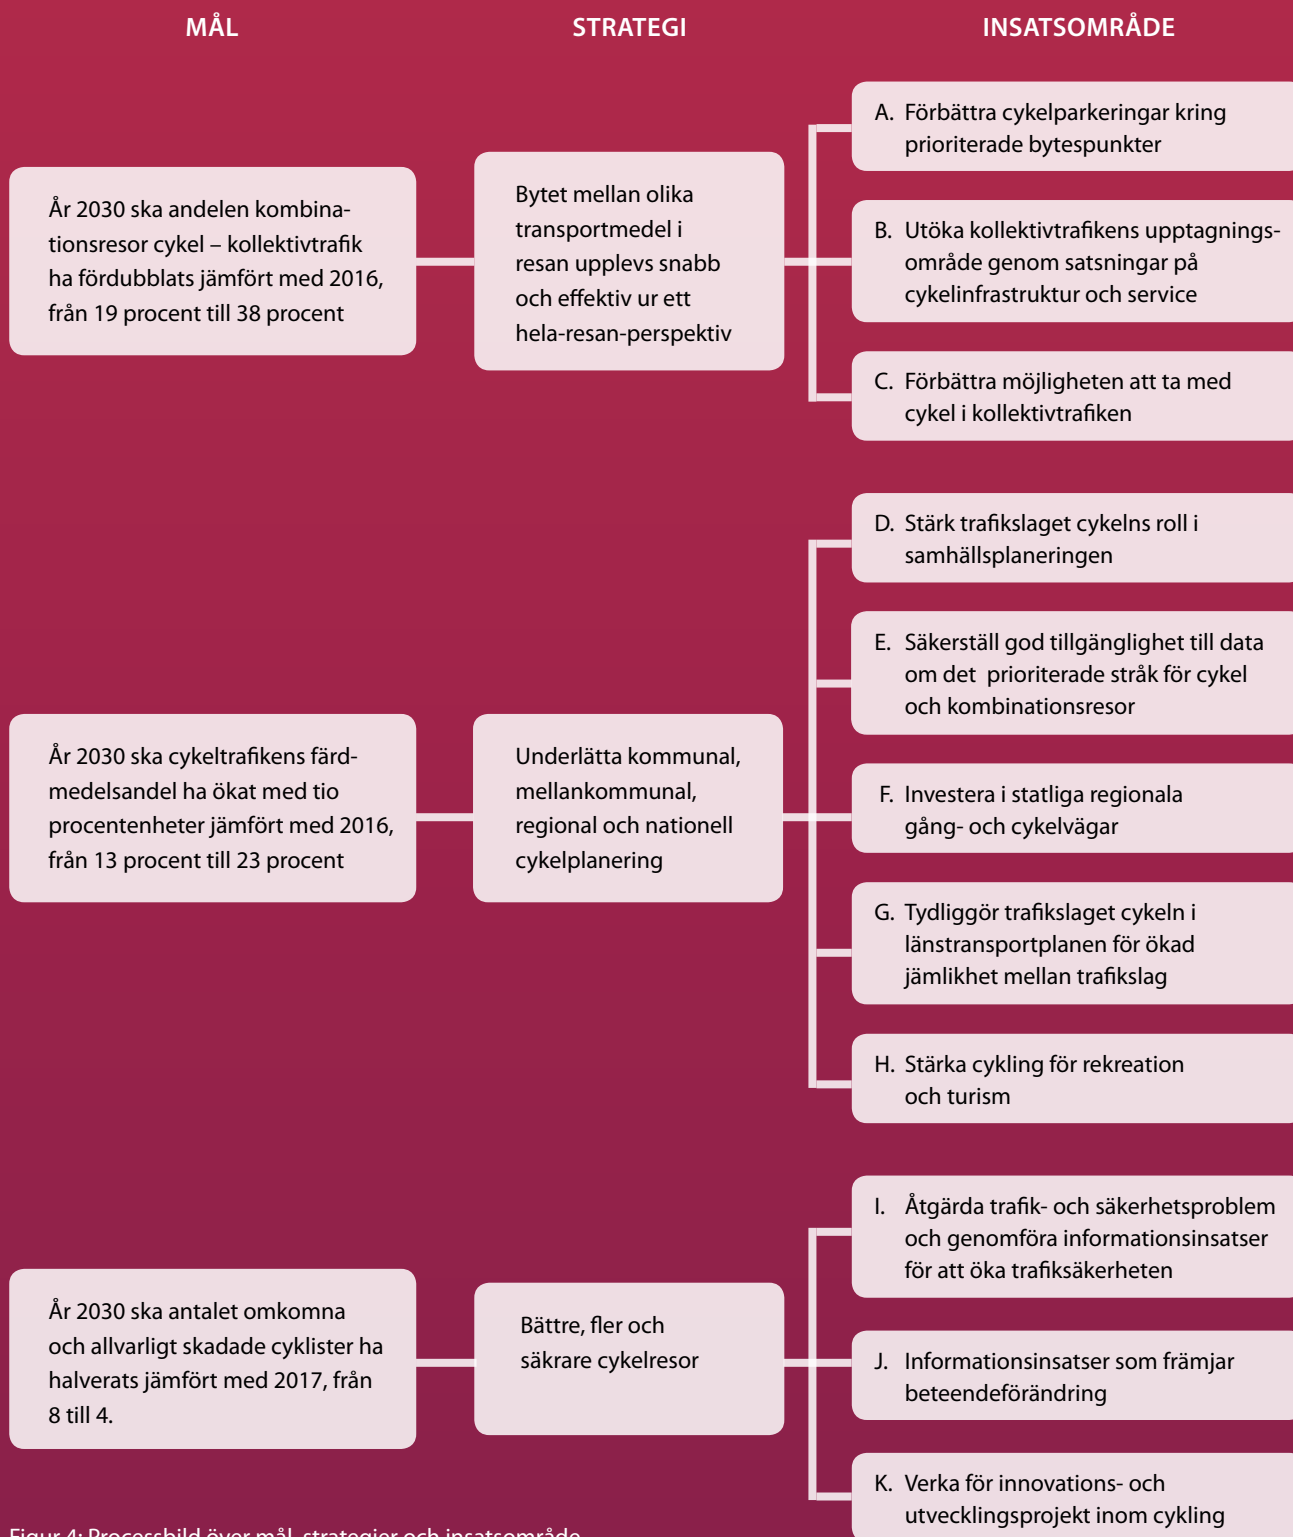 MÅL
STRATEGI
INSATSOMRÅDE
År 2030 ska andelen kombina-
tionsresor cykel – kollektivtrafik
ha fördubblats jämfört med 2016,
från 19 procent till 38 procent
Bytet mellan olika
transportmedel i
resan upplevs snabb
och effektiv ur ett
hela-resan-perspektiv
A. Förbättra cykelparkeringar kring
prioriterade bytespunkter
B. Utöka kollektivtrafikens upptagnings-
område genom satsningar på
cykelinfrastruktur och service
C. Förbättra möjligheten att ta med
cykel i kollektivtrafiken
År 2030 ska cykeltrafikens färd-
medelsandel ha ökat med tio
procentenheter jämfört med 2016,
från 13 procent till 23 procent
Underlätta kommunal,
mellankommunal,
regional och nationell
cykelplanering
D. Stärk trafikslaget cykelns roll i
samhällsplaneringen
E. Säkerställ god tillgänglighet till data
om det prioriterade stråk för cykel
och kombinationsresor
F. Investera i statliga regionala
gång- och cykelvägar
G. Tydliggör trafikslaget cykeln i
länstransportplanen för ökad
jämlikhet mellan trafikslag
H. Stärka cykling för rekreation
och turism
År 2030 ska antalet omkomna
och allvarligt skadade cyklister ha
halverats jämfört med 2017, från
8 till 4.
Bättre, fler och
säkrare cykelresor
I. Åtgärda trafik- och säkerhetsproblem
och genomföra informationsinsatser
för att öka trafiksäkerheten
J. Informationsinsatser som främjar
beteendeförändring
K. Verka för innovations- och
utvecklingsprojekt inom cykling
Figur 4: Processbild över mål, strategier och insatsområde